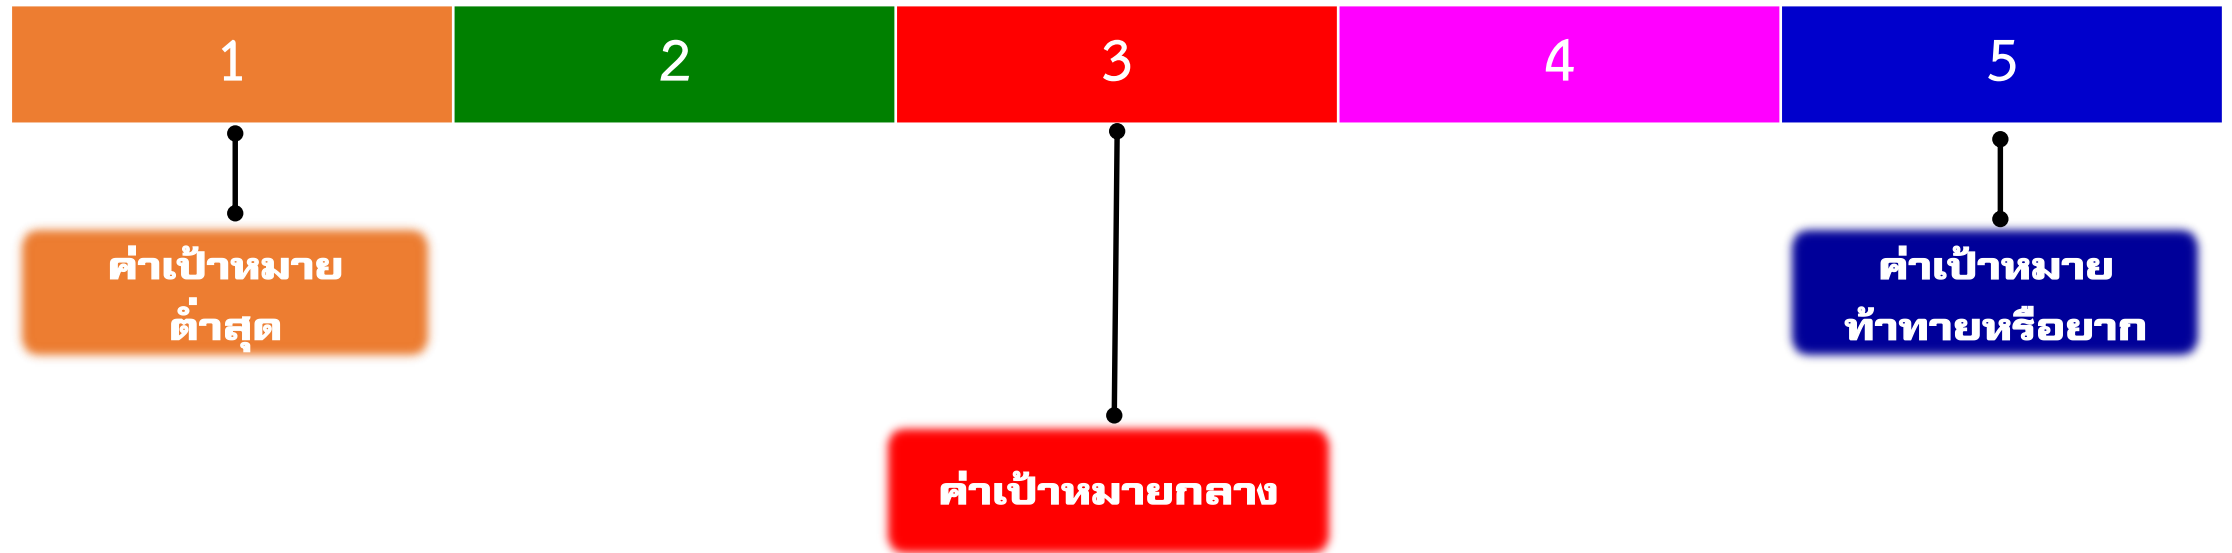 1 2 3 4 5
ค่าเป้าหมาย
ต่ำสุด
ค่าเป้าหมาย
ท้าทายหรือยาก
ค่าเป้าหมายกลาง